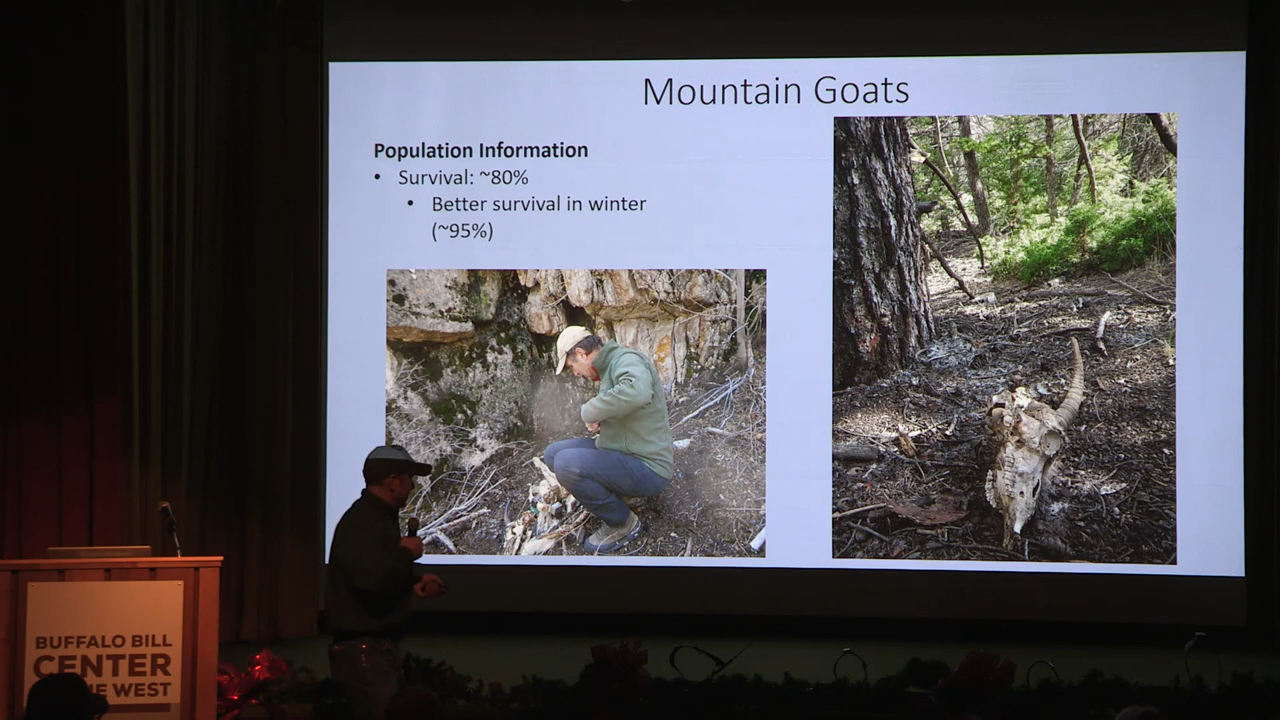 Mountain Goats
Population Information
• Survival: ~80%
• Better survival in winter
(~95%)
BUFFALO BILL
CENTER
WEST